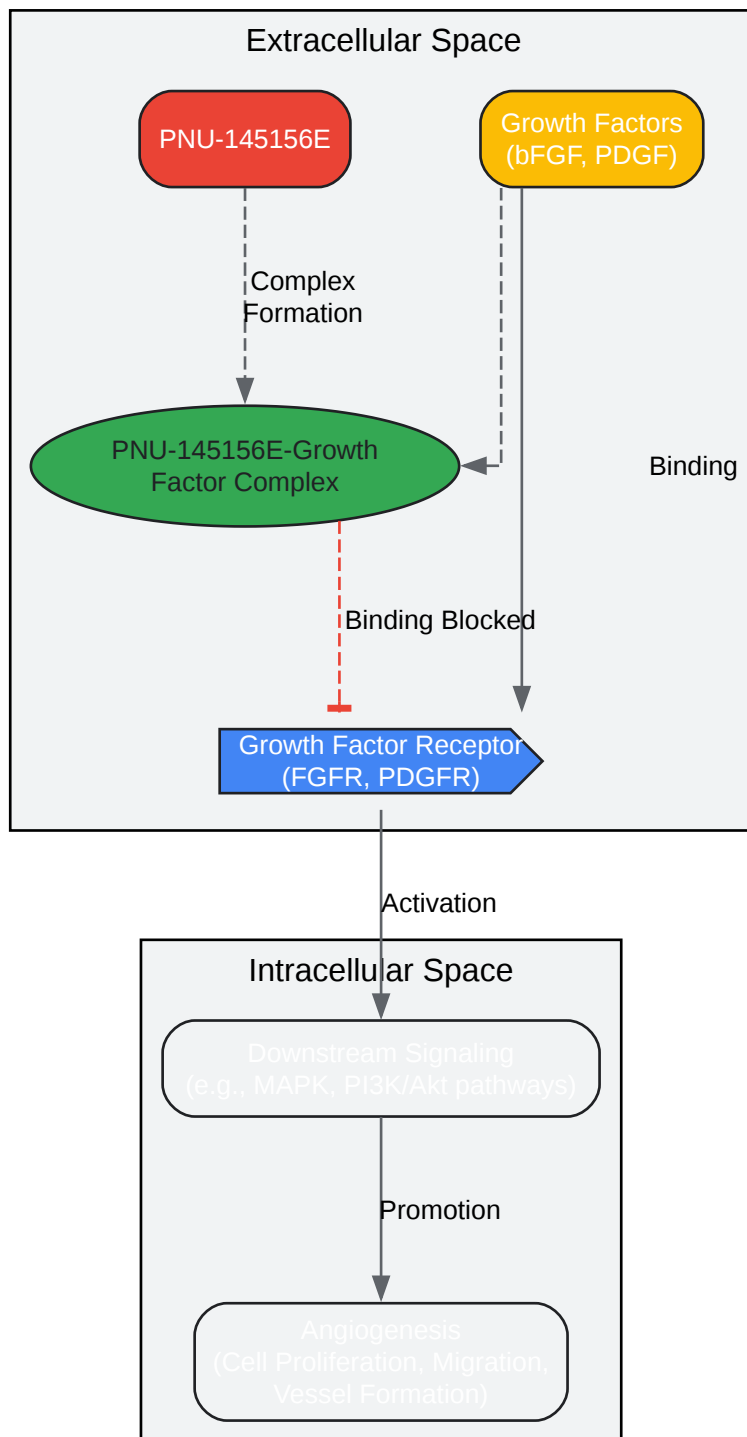 Extracellular Space
PNU-145156E
Growth Factors
(bFGF, PDGF)
Complex
Formation
PNU-145156E-Growth
Factor Complex
Binding
Binding Blocked
Growth Factor Receptor
(FGFR, PDGFR)
Activation
Intracellular Space
Downstream Signaling
(e.g., MAPK, PI3K/Akt pathways)
Promotion
Angiogenesis
(Cell Proliferation, Migration,
Vessel Formation)